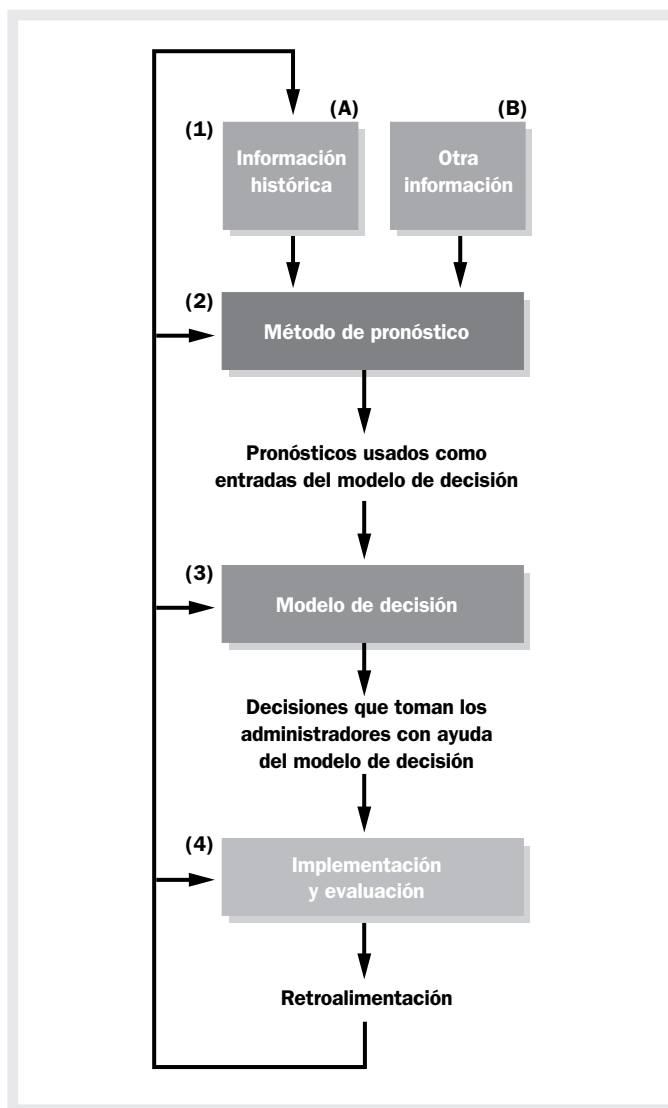 (A)
(B)
(1)
Información
histórica
Otra
información
(2)
Método de pronóstico
Pronósticos usados como
entradas del modelo de decisión
(3)
Modelo de decisión
Decisiones que toman los
administradores con ayuda
del modelo de decisión
(4)
Implementación
y evaluación
Retroalimentación